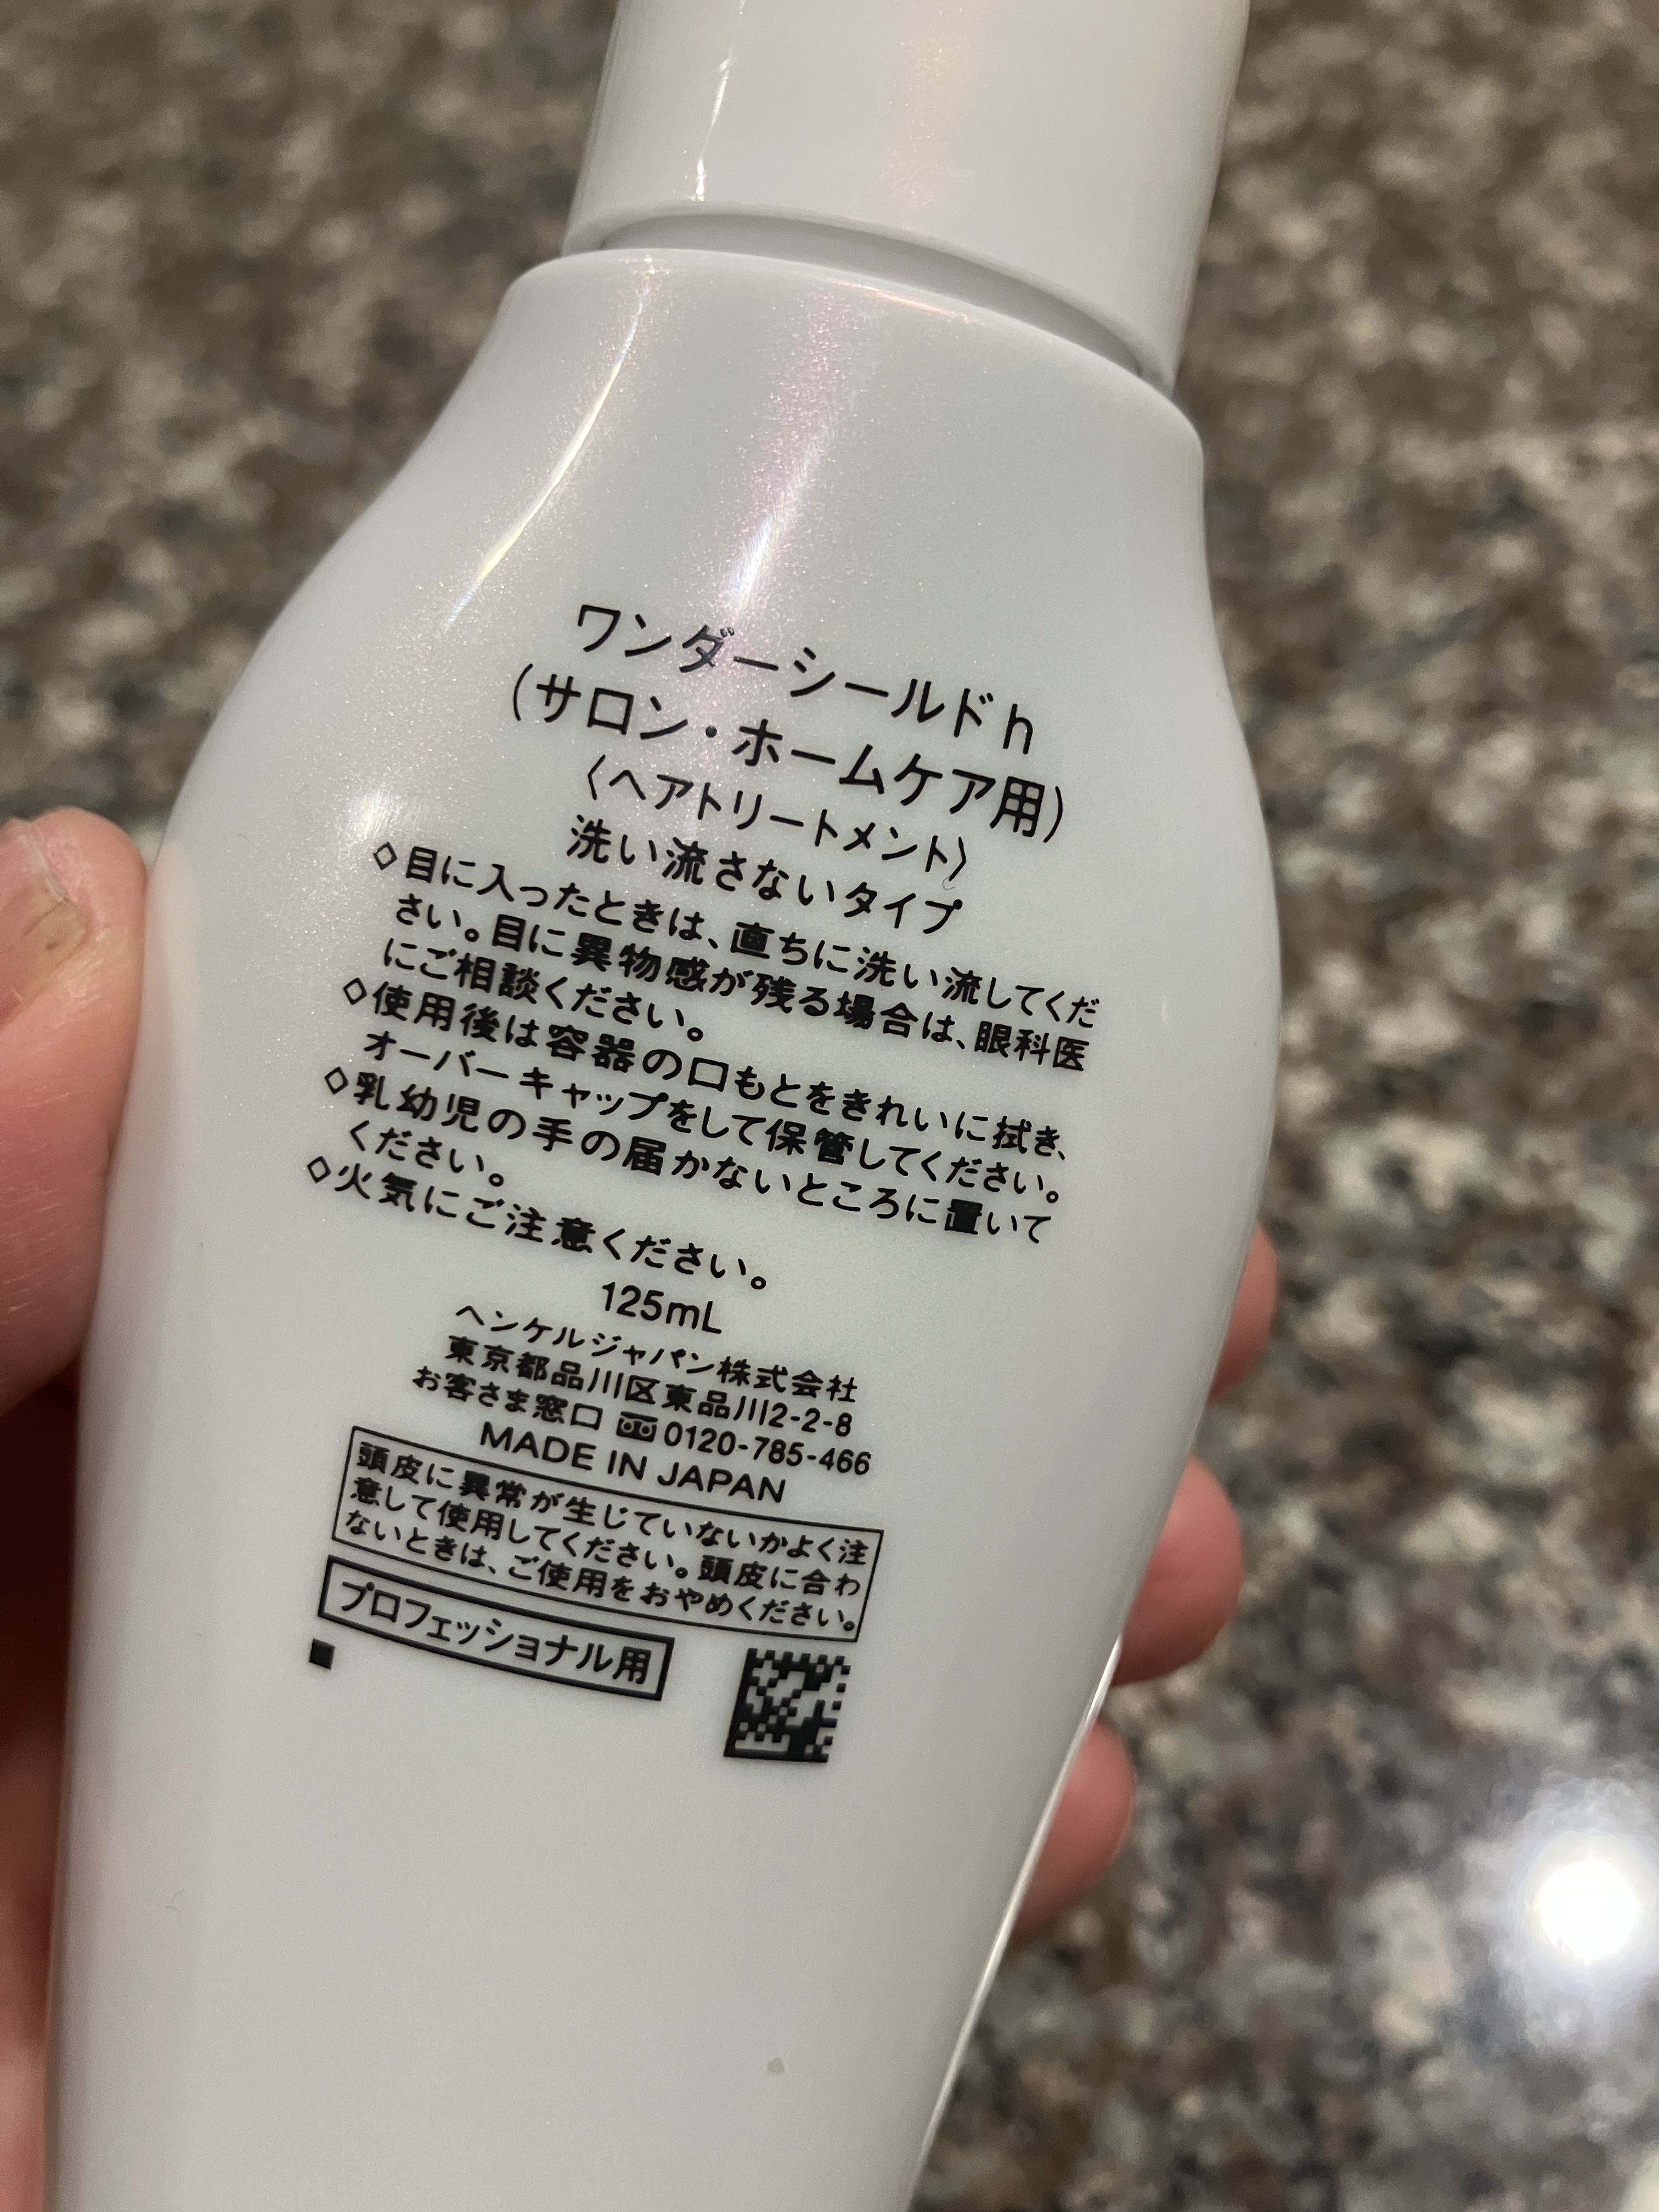 ワンダーシールドh
(サロン・ホームケア用)
〈ヘアトリートメント〉
洗い流さないタイプ
◇目に入ったときは、直ちに洗い流してくだ
さい。目に異物感が残る場合は、眼科医
にご相談ください。
◇使用後は容器の口もとをきれいに拭き、
オーバーキャップをして保管してください。
◇乳幼児の手の届かないところに置いて
ください。
◇火気にご注意ください。
125mL
ヘンケルジャパン株式会社
東京都品川区東品川2-2-8
お客さま窓口 0120-785-466
MADE IN JAPAN
頭皮に異常が生じていないかよく注
意して使用してください。頭皮に合わ
ないときは、ご使用をおやめください。
プロフェッショナル用